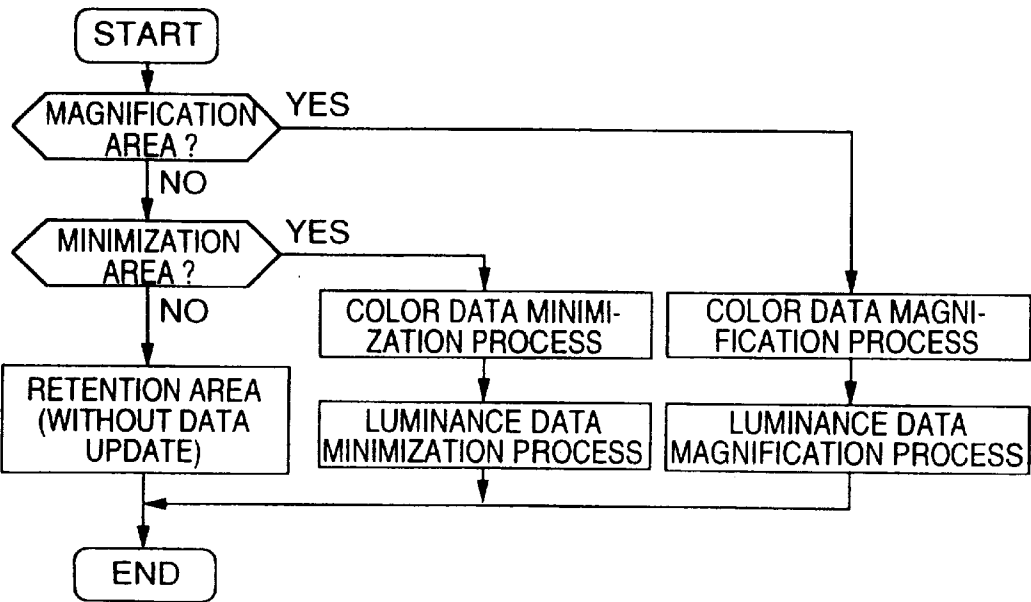 START
MAGNIFICATION
AREA ?
YES
NO
MINIMIZATION
AREA ?
YES
NO
COLOR DATA MINIMI-
ZATION PROCESS
COLOR DATA MAGNI-
FICATION PROCESS
RETENTION AREA
(WITHOUT DATA
UPDATE)
LUMINANCE DATA
MINIMIZATION PROCESS
LUMINANCE DATA
MAGNIFICATION PROCESS
END